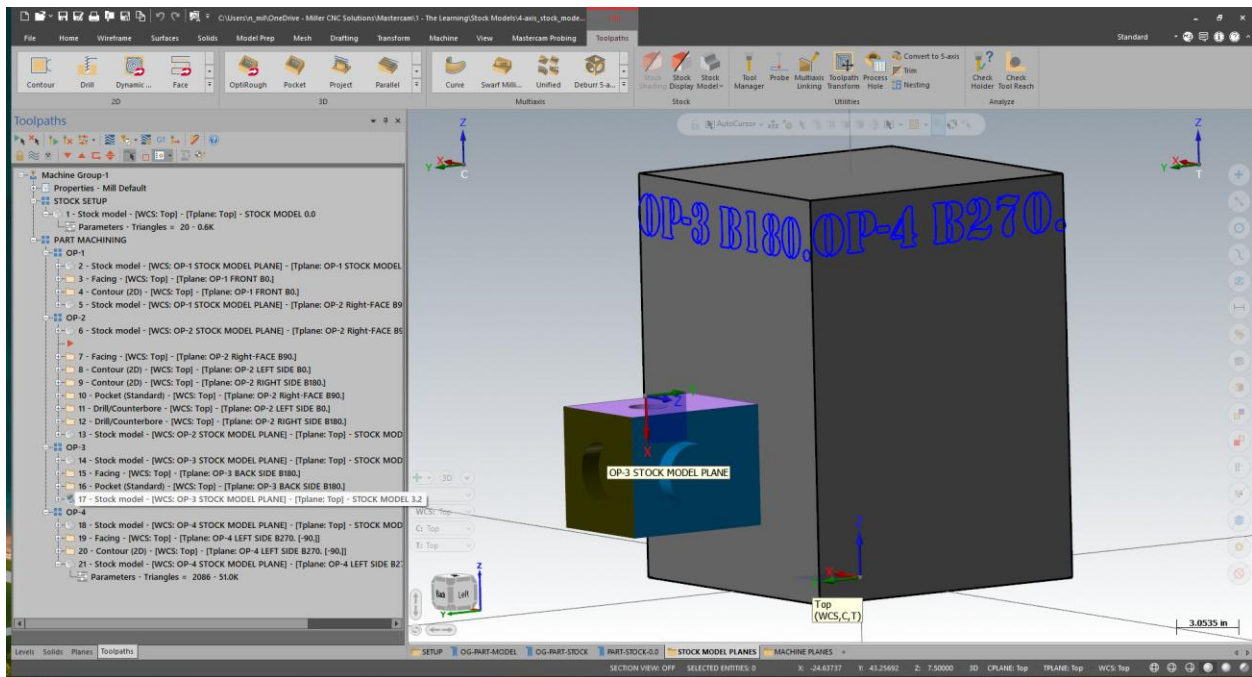 C:\Users\n_mil\OneDrive - Miller CNC Solutions\Mastercam\1 - The Learning\Stock Models\4-axis_stock_mode...
File Home Wireframe Surfaces Solids Model Prep Mesh Drafting Transform Machine View Mastercam Probing Toolpaths Standard
Contour Drill Dynamic ... Face OptiRough Pocket Project Parallel Curve Swarf Milli... Unified Deburr 5-a...
Stock Shading Stock Display Stock Model Tool Manager Probe Multiaxis Linking Toolpath Transform Process Hole
Convert to 5-axis
Trim
Nesting
Check Holder Check Tool Reach
2D 3D Multiaxis Stock Utilities Analyze
Toolpaths
AutoCursor
G1
Machine Group-1
Properties - Mill Default
STOCK SETUP
1 - Stock model - [WCS: Top] - [Tplane: Top] - STOCK MODEL 0.0
Parameters - Triangles = 20 - 0.6K
PART MACHINING
OP-1
2 - Stock model - [WCS: OP-1 STOCK MODEL PLANE] - [Tplane: OP-1 STOCK MODEL
3 - Facing - [WCS: Top] - [Tplane: OP-1 FRONT B0.]
4 - Contour (2D) - [WCS: Top] - [Tplane: OP-1 FRONT B0.]
5 - Stock model - [WCS: OP-1 STOCK MODEL PLANE] - [Tplane: OP-2 Right-FACE B9
OP-2
6 - Stock model - [WCS: OP-2 STOCK MODEL PLANE] - [Tplane: OP-2 Right-FACE B9
7 - Facing - [WCS: Top] - [Tplane: OP-2 Right-FACE B90.]
8 - Contour (2D) - [WCS: Top] - [Tplane: OP-2 LEFT SIDE B0.]
9 - Contour (2D) - [WCS: Top] - [Tplane: OP-2 RIGHT SIDE B180.]
10 - Pocket (Standard) - [WCS: Top] - [Tplane: OP-2 Right-FACE B90.]
11 - Drill/Counterbore - [WCS: Top] - [Tplane: OP-2 LEFT SIDE B0.]
12 - Drill/Counterbore - [WCS: Top] - [Tplane: OP-2 RIGHT SIDE B180.]
13 - Stock model - [WCS: OP-2 STOCK MODEL PLANE] - [Tplane: Top] - STOCK MOD
OP-3
14 - Stock model - [WCS: OP-3 STOCK MODEL PLANE] - [Tplane: Top] - STOCK MOD
15 - Facing - [WCS: Top] - [Tplane: OP-3 BACK SIDE B180.]
16 - Pocket (Standard) - [WCS: Top] - [Tplane: OP-3 BACK SIDE B180.]
17 - Stock model - [WCS: OP-3 STOCK MODEL PLANE] - [Tplane: Top] - STOCK MODEL 3.2
OP-4
18 - Stock model - [WCS: OP-4 STOCK MODEL PLANE] - [Tplane: Top] - STOCK MOD
19 - Facing - [WCS: Top] - [Tplane: OP-4 LEFT SIDE B270. [-90.]]
20 - Contour (2D) - [WCS: Top] - [Tplane: OP-4 LEFT SIDE B270. [-90.]]
21 - Stock model - [WCS: OP-4 STOCK MODEL PLANE] - [Tplane: OP-4 LEFT SIDE B27
Parameters - Triangles = 2086 - 51.0K
Z
X
Y
C
Z
X
Y
T
OP-3 B180. OP-4 B270.
Z
X
OP-3 STOCK MODEL PLANE
3D
WCS: Top
C: Top
T: Top
Z
Back Left
Y
Z
X
Top
(WCS,C,T)
3.0535 in
Levels Solids Planes Toolpaths
SETUP OG-PART-MODEL OG-PART-STOCK PART-STOCK-0.0 STOCK MODEL PLANES MACHINE PLANES +
SECTION VIEW: OFF SELECTED ENTITIES: 0 X: -24.63737 Y: 43.25692 Z: 7.50000 3D CPLANE: Top TPLANE: Top WCS: Top